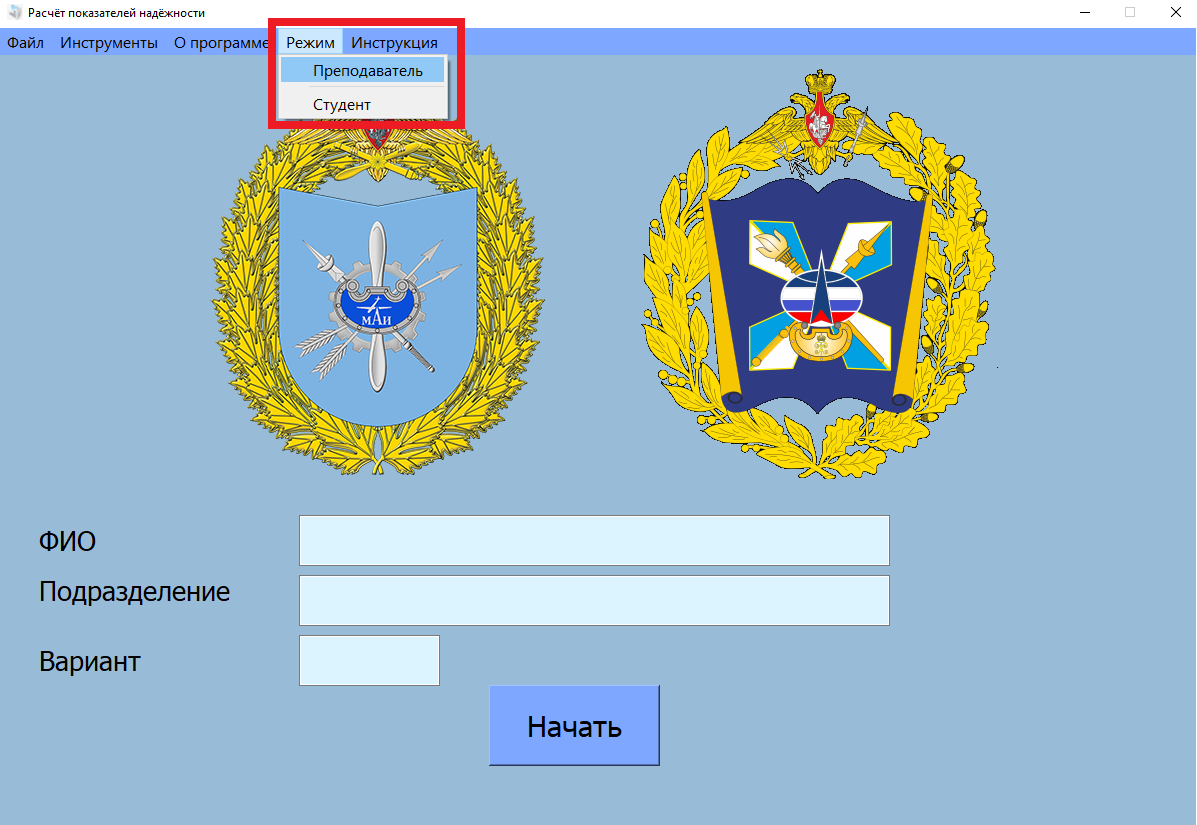 Расчёт показателей надёжности
Файл Инструменты О программе Режим Инструкция
Преподаватель
Студент
МАИ
ФИО
Подразделение
Вариант
Начать